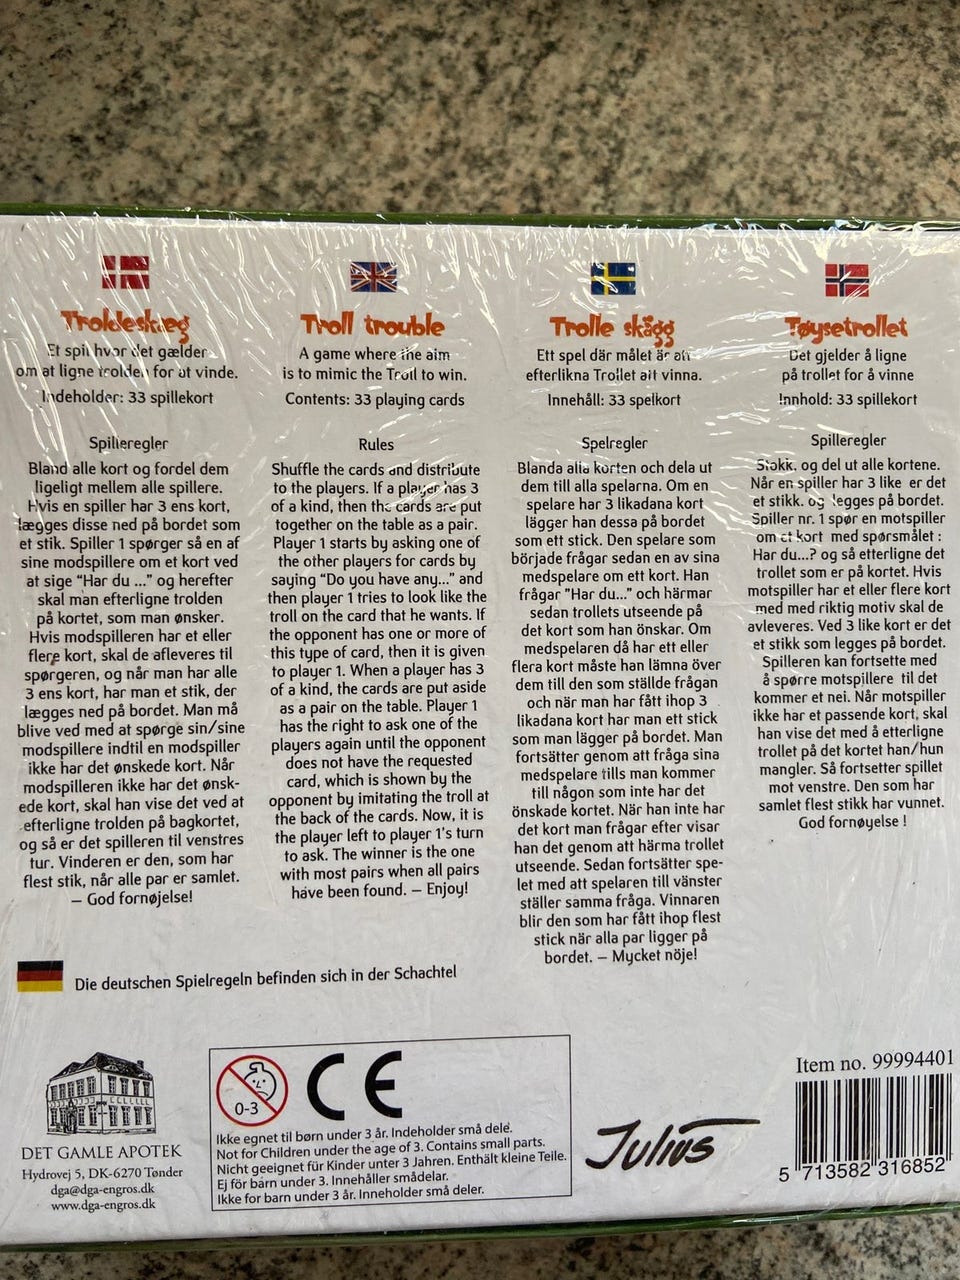 Troldeskæg
Et spil hvor det gælder
om at ligne trolden for at vinde.
Indeholder: 33 spillekort
Spilleregler
Bland alle kort og fordel dem
ligeligt mellem alle spillere.
Hvis en spiller har 3 ens kort,
lægges disse ned på bordet som
et stik. Spiller 1 spørger så en af
sine modspillere om et kort ved
at sige "Har du ..." og herefter
skal man efterligne trolden
på kortet, som man ønsker.
Hvis modspilleren har et eller
flere kort, skal de afleveres til
spørgeren, og når man har alle
3 ens kort, har man et stik, der
lægges ned på bordet. Man må
blive ved med at spørge sin/sine
modspillere indtil en modspiller
ikke har det ønskede kort. Når
modspilleren ikke har det ønsk-
ede kort, skal han vise det ved at
efterligne trolden på bagkortet,
og så er det spilleren til venstres
tur. Vinderen er den, som har
flest stik, når alle par er samlet.
– God fornøjelse!
Troll trouble
A game where the aim
is to mimic the Troll to win.
Contents: 33 playing cards
Rules
Shuffle the cards and distribute
to the players. If a player has 3
of a kind, then the cards are put
together on the table as a pair.
Player 1 starts by asking one of
the other players for cards by
saying "Do you have any..." and
then player 1 tries to look like the
troll on the card that he wants. If
the opponent has one or more of
this type of card, then it is given
to player 1. When a player has 3
of a kind, the cards are put aside
as a pair on the table. Player 1
has the right to ask one of the
players again until the opponent
does not have the requested
card, which is shown by the
opponent by imitating the troll at
the back of the cards. Now, it is
the player left to player 1's turn
to ask. The winner is the one
with most pairs when all pairs
have been found. – Enjoy!
Trolle skägg
Ett spel där målet är att
efterlikna Trollet att vinna.
Innehåll: 33 spelkort
Spelregler
Blanda alla korten och dela ut
dem till alla spelarna. Om en
spelare har 3 likadana kort
lägger han dessa på bordet
som ett stick. Den spelare som
började frågar sedan en av sina
medspelare om ett kort. Han
frågar "Har du..." och härmar
sedan trollets utseende på
det kort som han önskar. Om
medspelaren då har ett eller
flera kort måste han lämna över
dem till den som ställde frågan
och när man har fått ihop 3
likadana kort har man ett stick
som man lägger på bordet. Man
fortsätter genom att fråga sina
medspelare tills man kommer
till någon som inte har det
önskade kortet. När han inte har
det kort man frågar efter visar
han det genom att härma trollet
utseende. Sedan fortsätter spe-
let med att spelaren till vänster
ställer samma fråga. Vinnaren
blir den som har fått ihop flest
stick när alla par ligger på
bordet. – Mycket nöje!
Tøysetrollet
Det gjelder å ligne
på trollet for å vinne
Innhold: 33 spillekort
Spilleregler
Stokk. og del ut alle kortene.
Når en spiller har 3 like er det
et stikk. og legges på bordet.
Spiller nr. 1 spør en motspiller
om et kort med spørsmålet :
Har du...? og så etterligne det
trollet som er på kortet. Hvis
motspiller har et eller flere kort
med med riktig motiv skal de
avleveres. Ved 3 like kort er det
et stikk som legges på bordet.
Spilleren kan fortsette med
å spørre motspillere til det
kommer et nei. Når motspiller
ikke har et passende kort, skal
han vise det med å etterligne
trollet på det kortet han/hun
mangler. Så fortsetter spillet
mot venstre. Den som har
samlet flest stikk har vunnet.
God fornøyelse !
Die deutschen Spielregeln befinden sich in der Schachtel
DET GAMLE APOTEK
Hydrovej 5, DK-6270 Tønder
dga@dga-engros.dk
www.dga-engros.dk
0-3
CE
Ikke egnet til børn under 3 år. Indeholder små dele.
Not for Children under the age of 3. Contains small parts.
Nicht geeignet für Kinder unter 3 Jahren. Enthält kleine Teile.
Ej för barn under 3. Innehåller smådelar.
Ikke for barn under 3 år. Inneholder små deler.
Julius
Item no. 99994401
5 713582 316852